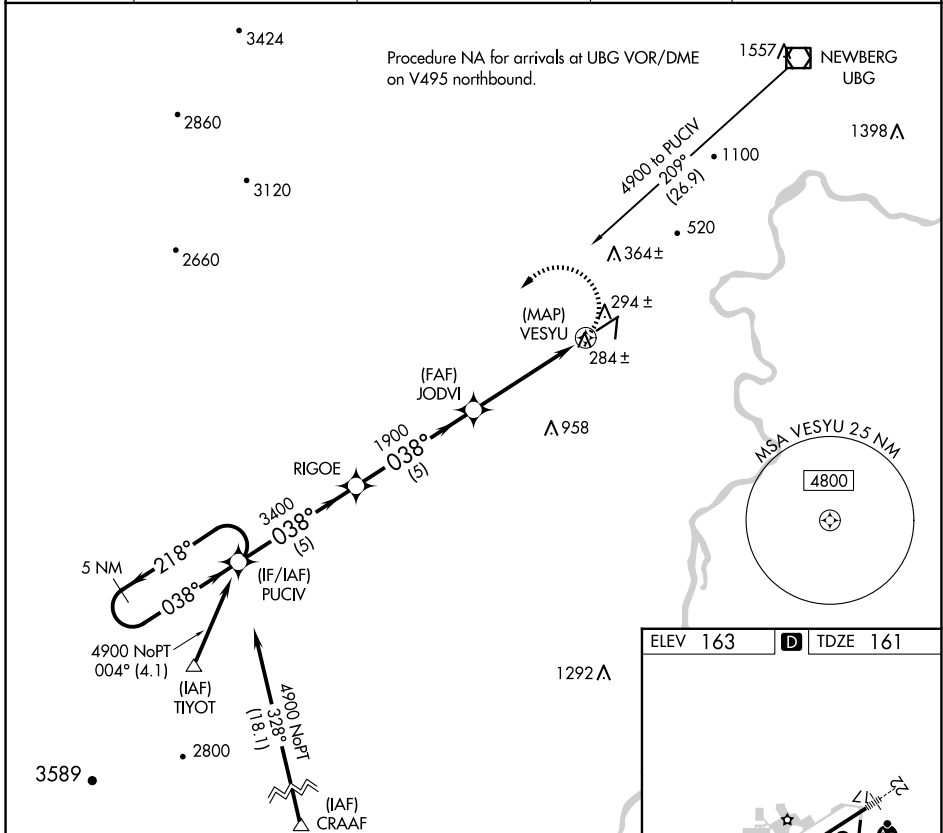 3424
Procedure NA for arrivals at UBG VOR/DME
on V495 northbound.
1557
NEWBERG
UBG
2860
1398
4900 to PUCIV
209°
(26.9)
1100
3120
520
2660
364±
294±
(MAP)
VESYU
284±
(FAF)
JODVI
958
1900
038°
(5)
MSA VESYU 25 NM
4800
RIGOE
3400
038°
(5)
5 NM
218°
038°
(IF/IAF)
PUCIV
4900 NoPT
004° (4.1)
(IAF)
TIYOT
4900 NoPT
328°
(18.1)
1292
ELEV 163
D
TDZE 161
2800
3589
(IAF)
CRAAF
17
22